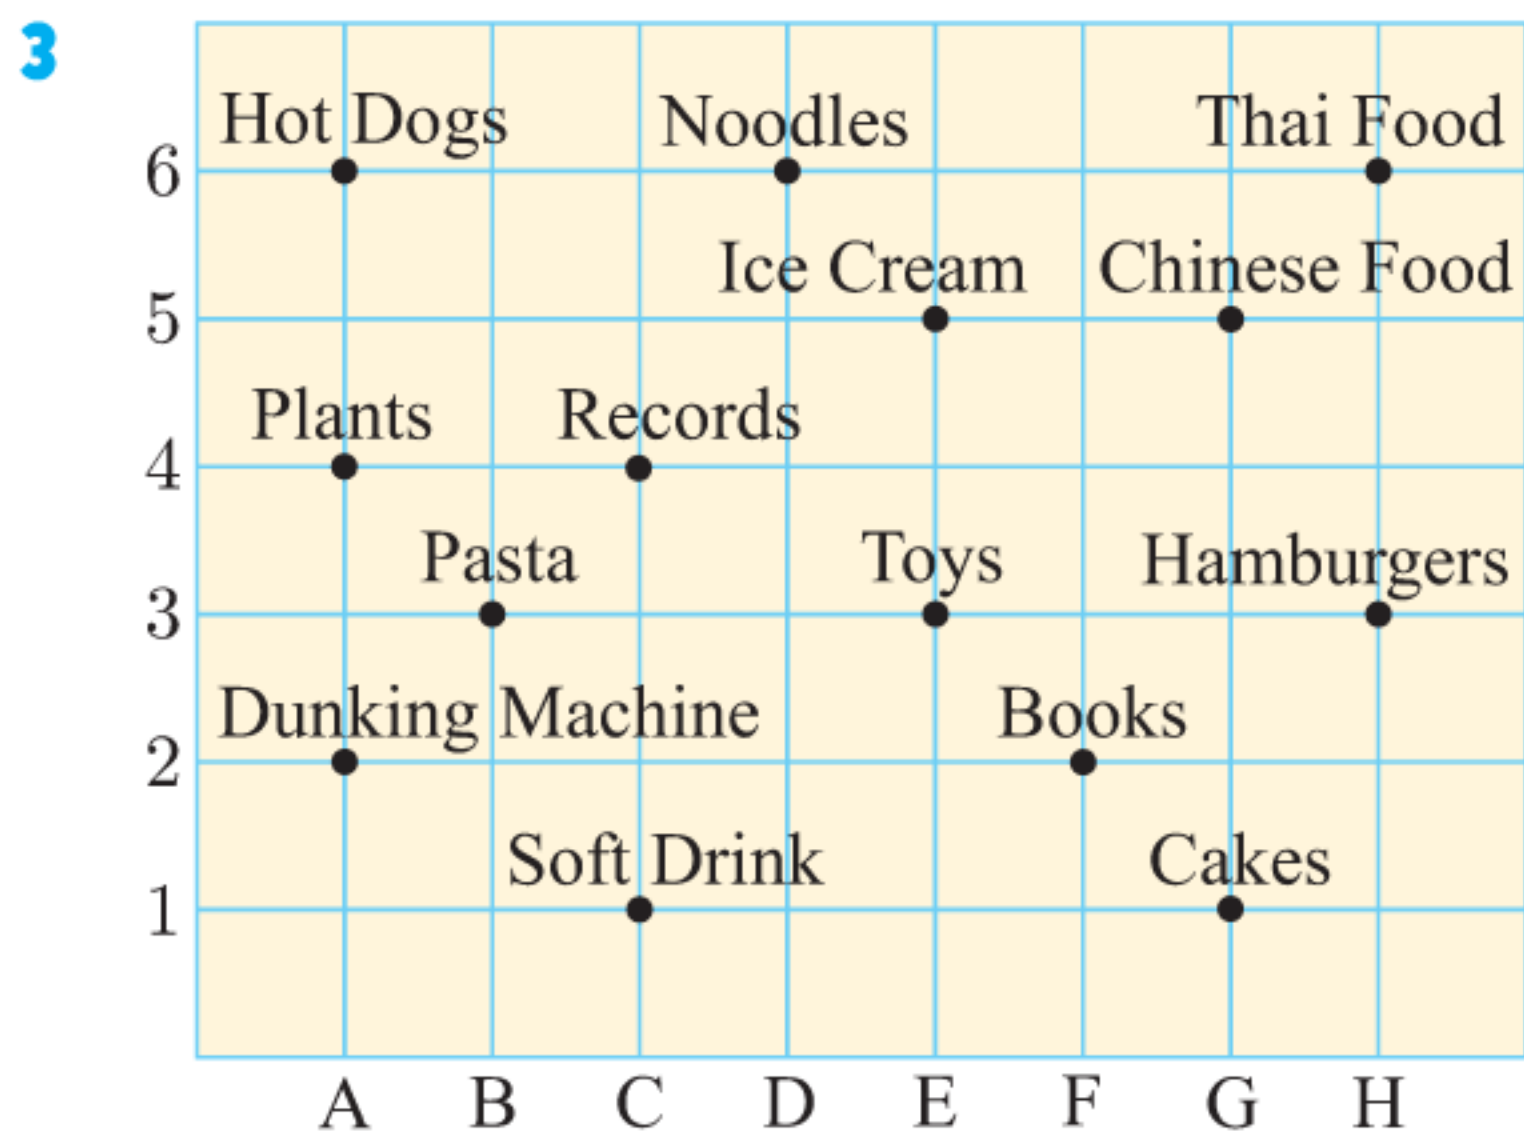 3
Hot Dogs Noodles Thai Food
6
Ice Cream Chinese Food
5
Plants Records
4
Pasta Toys Hamburgers
3
Dunking Machine Books
2
Soft Drink Cakes
1
A B C D E F G H